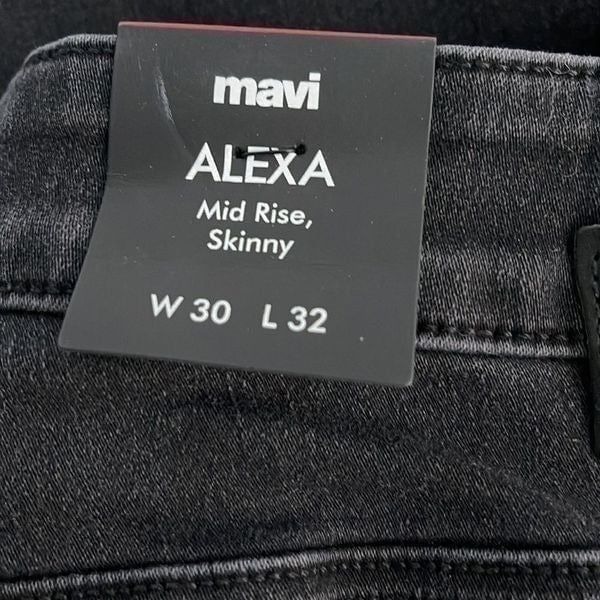 mavi
ALEXA
Mid Rise,
Skinny
W 30 L 32